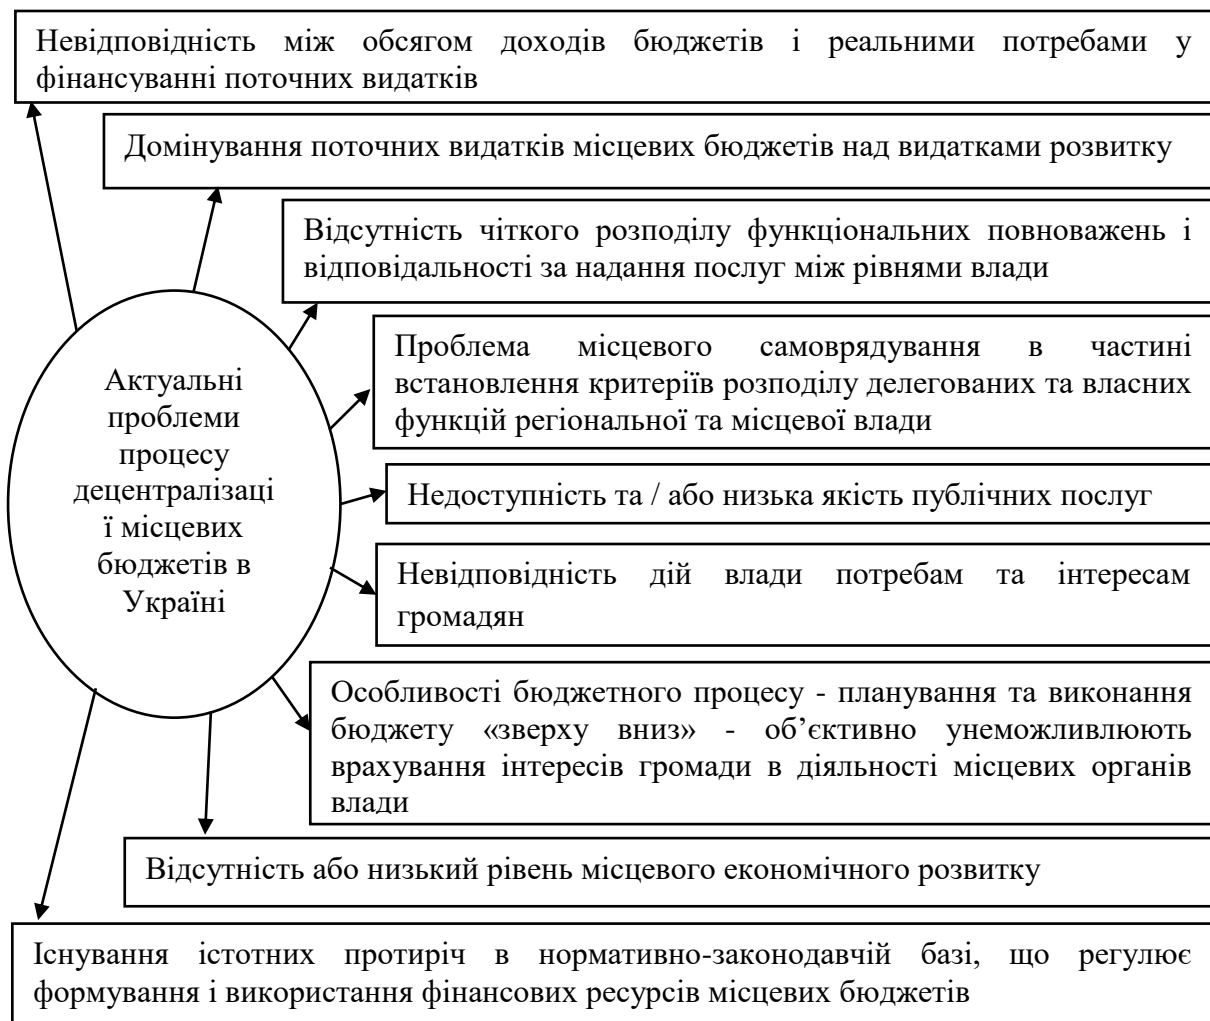 Невідповідність між обсягом доходів бюджетів і реальними потребами у
фінансуванні поточних видатків
Домінування поточних видатків місцевих бюджетів над видатками розвитку
Відсутність чіткого розподілу функціональних повноважень і
відповідальності за надання послуг між рівнями влади
Проблема місцевого самоврядування в частині
встановлення критеріїв розподілу делегованих та власних
функцій регіональної та місцевої влади
Актуальні
проблеми
процесу
децентралізаці
ї місцевих
бюджетів в
Україні
Недоступність та / або низька якість публічних послуг
Невідповідність дій влади потребам та інтересам
громадян
Особливості бюджетного процесу - планування та виконання
бюджету «зверху вниз» - об’єктивно унеможливлюють
врахування інтересів громади в діяльності місцевих органів
влади
Відсутність або низький рівень місцевого економічного розвитку
Існування істотних протиріч в нормативно-законодавчій базі, що регулює
формування і використання фінансових ресурсів місцевих бюджетів